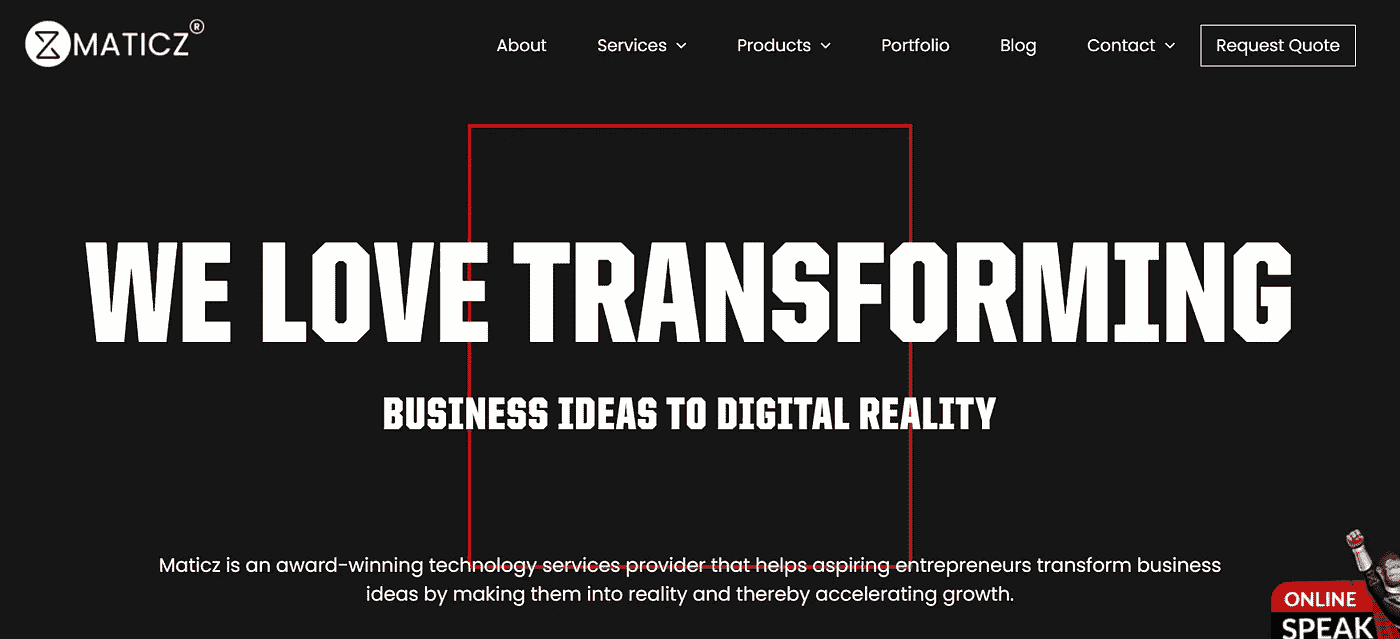 MATICZ®
About Services Products Portfolio Blog Contact Request Quote
WE LOVE TRANSFORMING
BUSINESS IDEAS TO DIGITAL REALITY
Maticz is an award-winning technology services provider that helps aspiring entrepreneurs transform business
ideas by making them into reality and thereby accelerating growth.
ONLINE
SPEAK